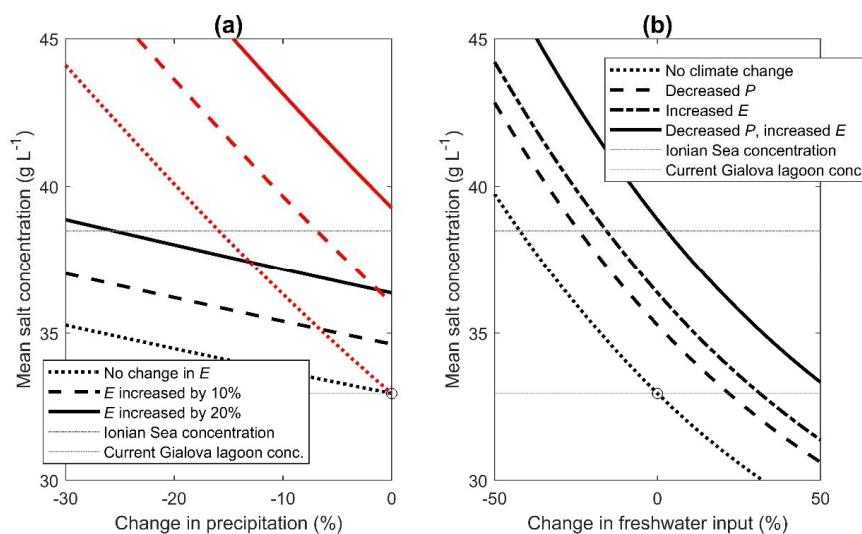 (a)
45
40
35
30
Mean salt concentration (g L⁻¹)
-30
-20
-10
0
Change in precipitation (%)
No change in E
E increased by 10%
E increased by 20%
Ionian Sea concentration
Current Gialova lagoon conc.
(b)
45
40
35
30
Mean salt concentration (g L⁻¹)
-50
0
50
Change in freshwater input (%)
No climate change
Decreased P
Increased E
Decreased P, increased E
Ionian Sea concentration
Current Gialova lagoon conc.